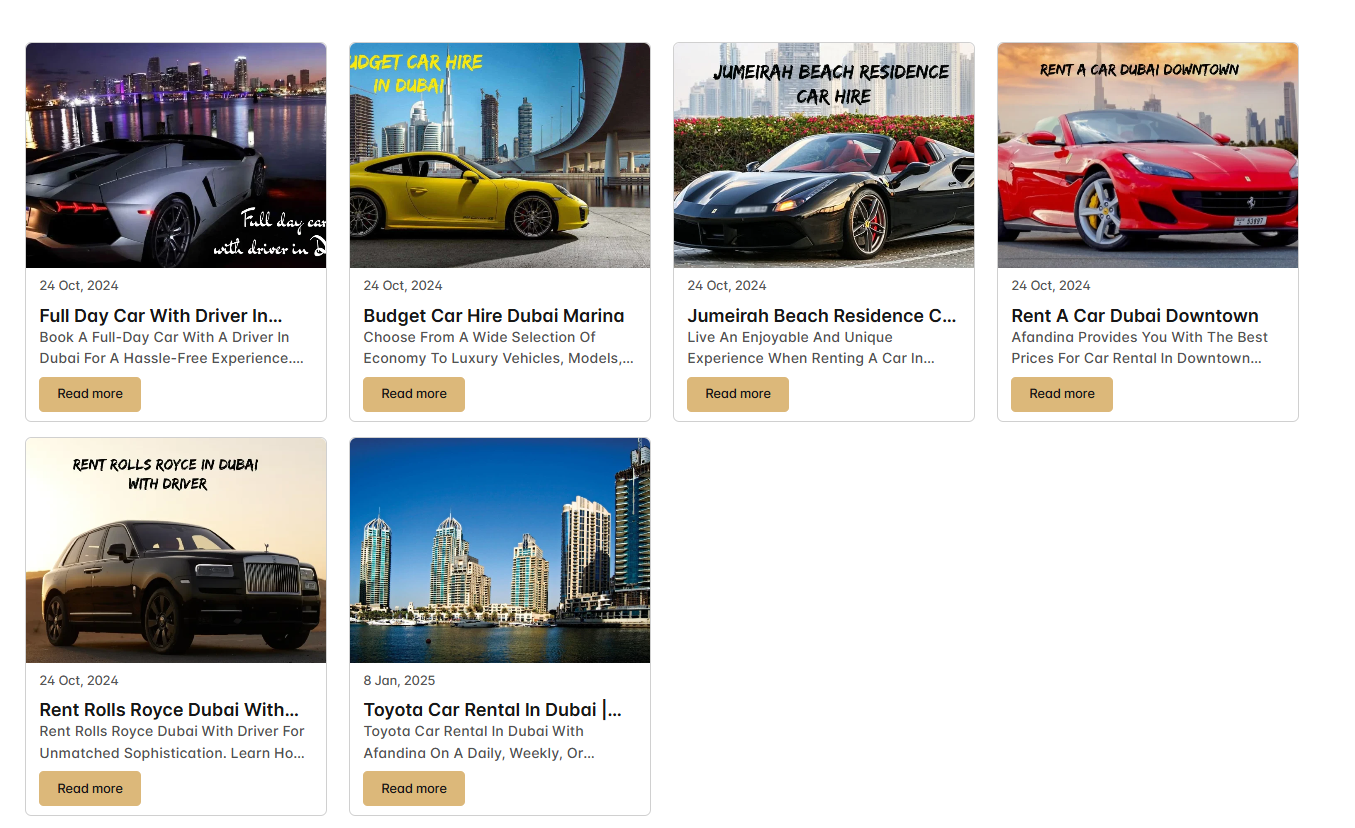 Full day car
with driver in D
24 Oct, 2024
Full Day Car With Driver In...
Book A Full-Day Car With A Driver In
Dubai For A Hassle-Free Experience....
Read more
UDGET CAR HIRE
IN DUBAI
24 Oct, 2024
Budget Car Hire Dubai Marina
Choose From A Wide Selection Of
Economy To Luxury Vehicles, Models,...
Read more
JUMEIRAH BEACH RESIDENCE
CAR HIRE
24 Oct, 2024
Jumeirah Beach Residence C...
Live An Enjoyable And Unique
Experience When Renting A Car In...
Read more
RENT A CAR DUBAI DOWNTOWN
53897
24 Oct, 2024
Rent A Car Dubai Downtown
Afandina Provides You With The Best
Prices For Car Rental In Downtown...
Read more
RENT ROLLS ROYCE IN DUBAI
WITH DRIVER
24 Oct, 2024
Rent Rolls Royce Dubai With...
Rent Rolls Royce Dubai With Driver For
Unmatched Sophistication. Learn Ho...
Read more
8 Jan, 2025
Toyota Car Rental In Dubai |...
Toyota Car Rental In Dubai With
Afandina On A Daily, Weekly, Or...
Read more